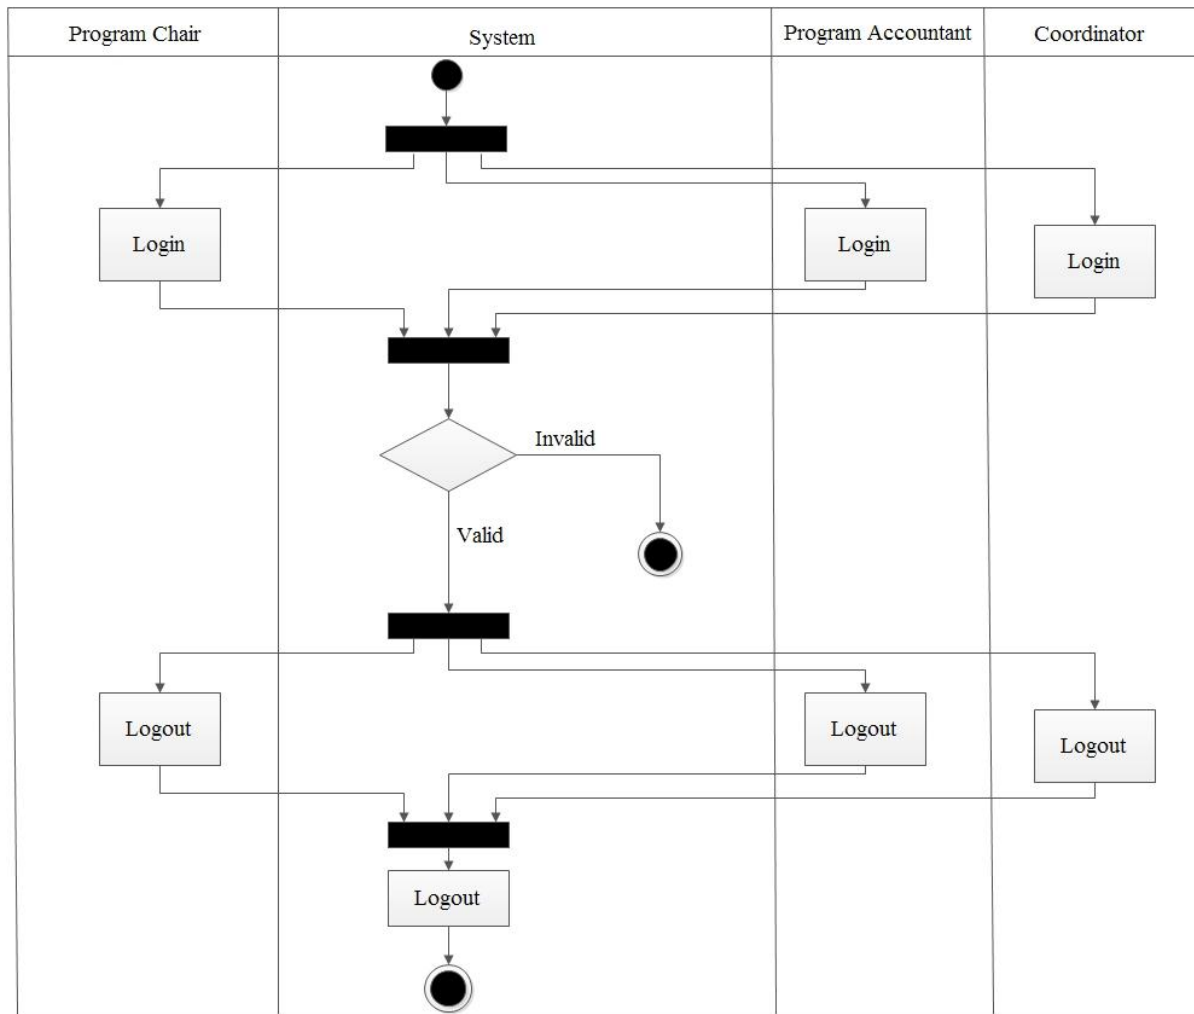 Program Chair
System
Program Accountant
Coordinator
Login
Login
Login
Invalid
Valid
Logout
Logout
Logout
Logout